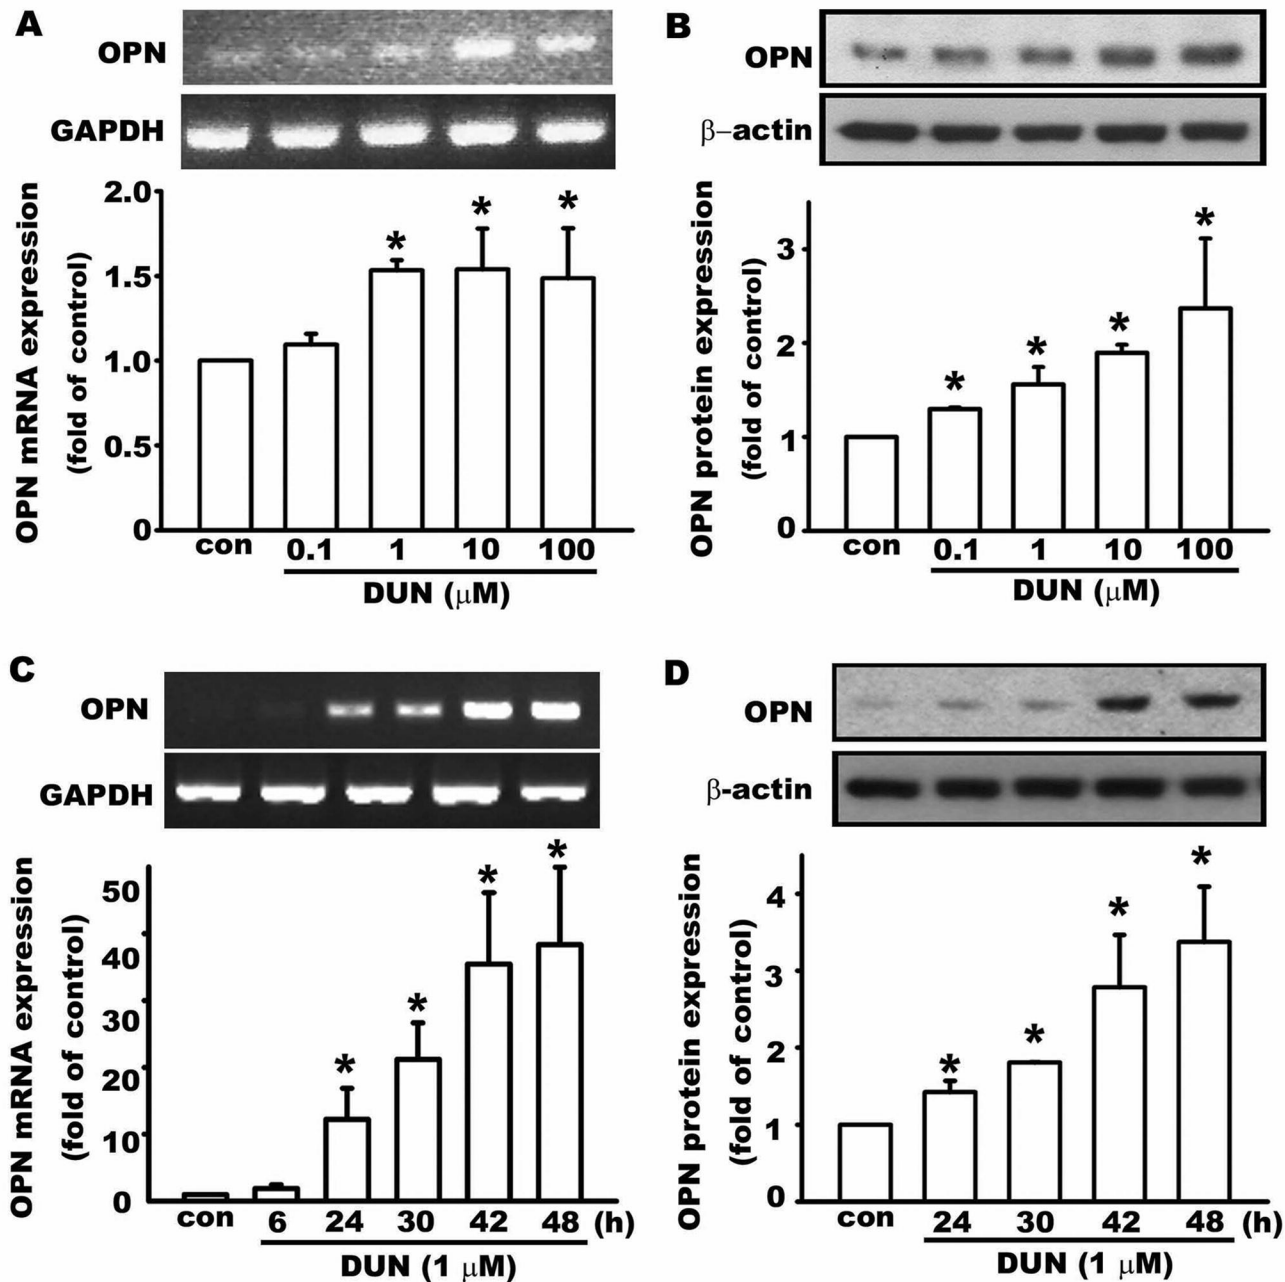 A
OPN
GAPDH
OPN mRNA expression
(fold of control)
2.0
1.5
1.0
0.5
0
* * *
con 0.1 1 10 100
DUN (μM)
B
OPN
β-actin
OPN protein expression
(fold of control)
3
2
1
0
* * * *
con 0.1 1 10 100
DUN (μM)
C
OPN
GAPDH
OPN mRNA expression
(fold of control)
50
40
30
20
10
0
* * * *
con 6 24 30 42 48 (h)
DUN (1 μM)
D
OPN
β-actin
OPN protein expression
(fold of control)
4
3
2
1
0
* * * *
con 24 30 42 48 (h)
DUN (1 μM)